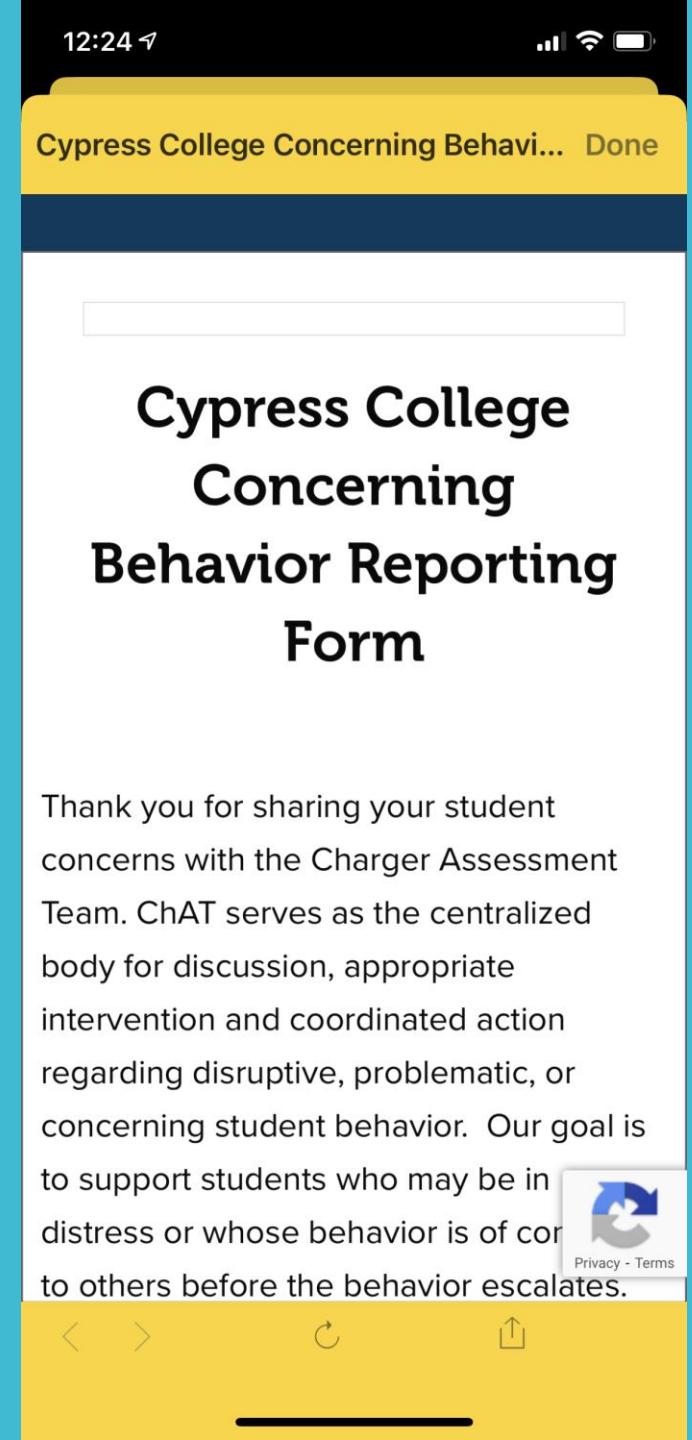 12:24
Cypress College Concerning Behavi... Done
Cypress College
Concerning
Behavior Reporting
Form
Thank you for sharing your student
concerns with the Charger Assessment
Team. ChAT serves as the centralized
body for discussion, appropriate
intervention and coordinated action
regarding disruptive, problematic, or
concerning student behavior.  Our goal is
to support students who may be in
distress or whose behavior is of
to others before the behavior escalates.
Privacy - Terms